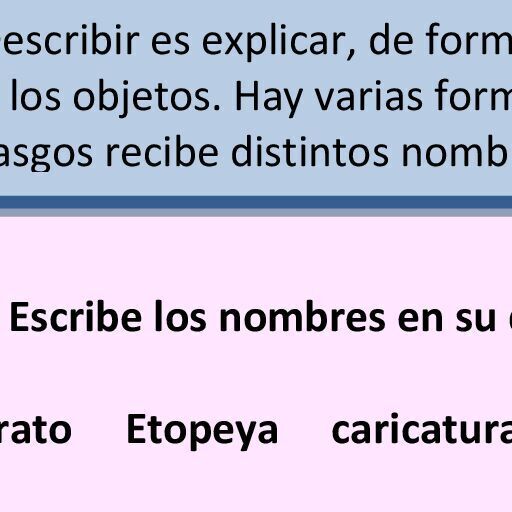 escribir es explicar, de form
los objetos. Hay varias form
asgos recibe distintos nomb
Escribe los nombres en su
rato Etopeya caricatura